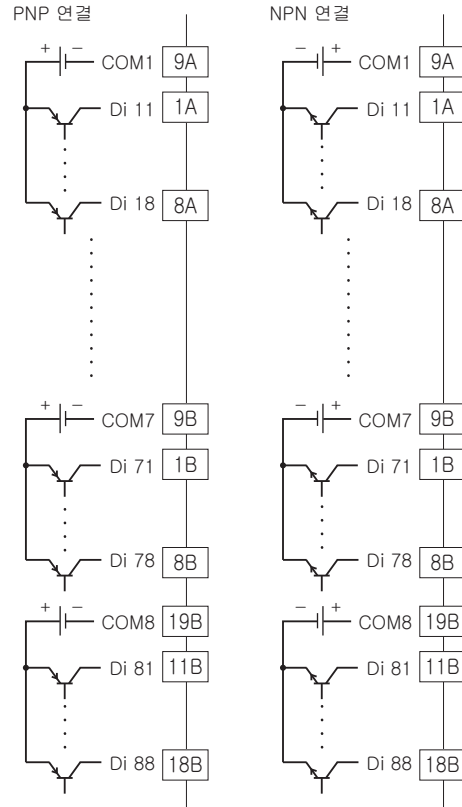 PNP 연결
+ − COM1 9A
Di 11 1A
Di 18 8A
+ − COM7 9B
Di 71 1B
Di 78 8B
+ − COM8 19B
Di 81 11B
Di 88 18B
NPN 연결
− + COM1 9A
Di 11 1A
Di 18 8A
− + COM7 9B
Di 71 1B
Di 78 8B
− + COM8 19B
Di 81 11B
Di 88 18B